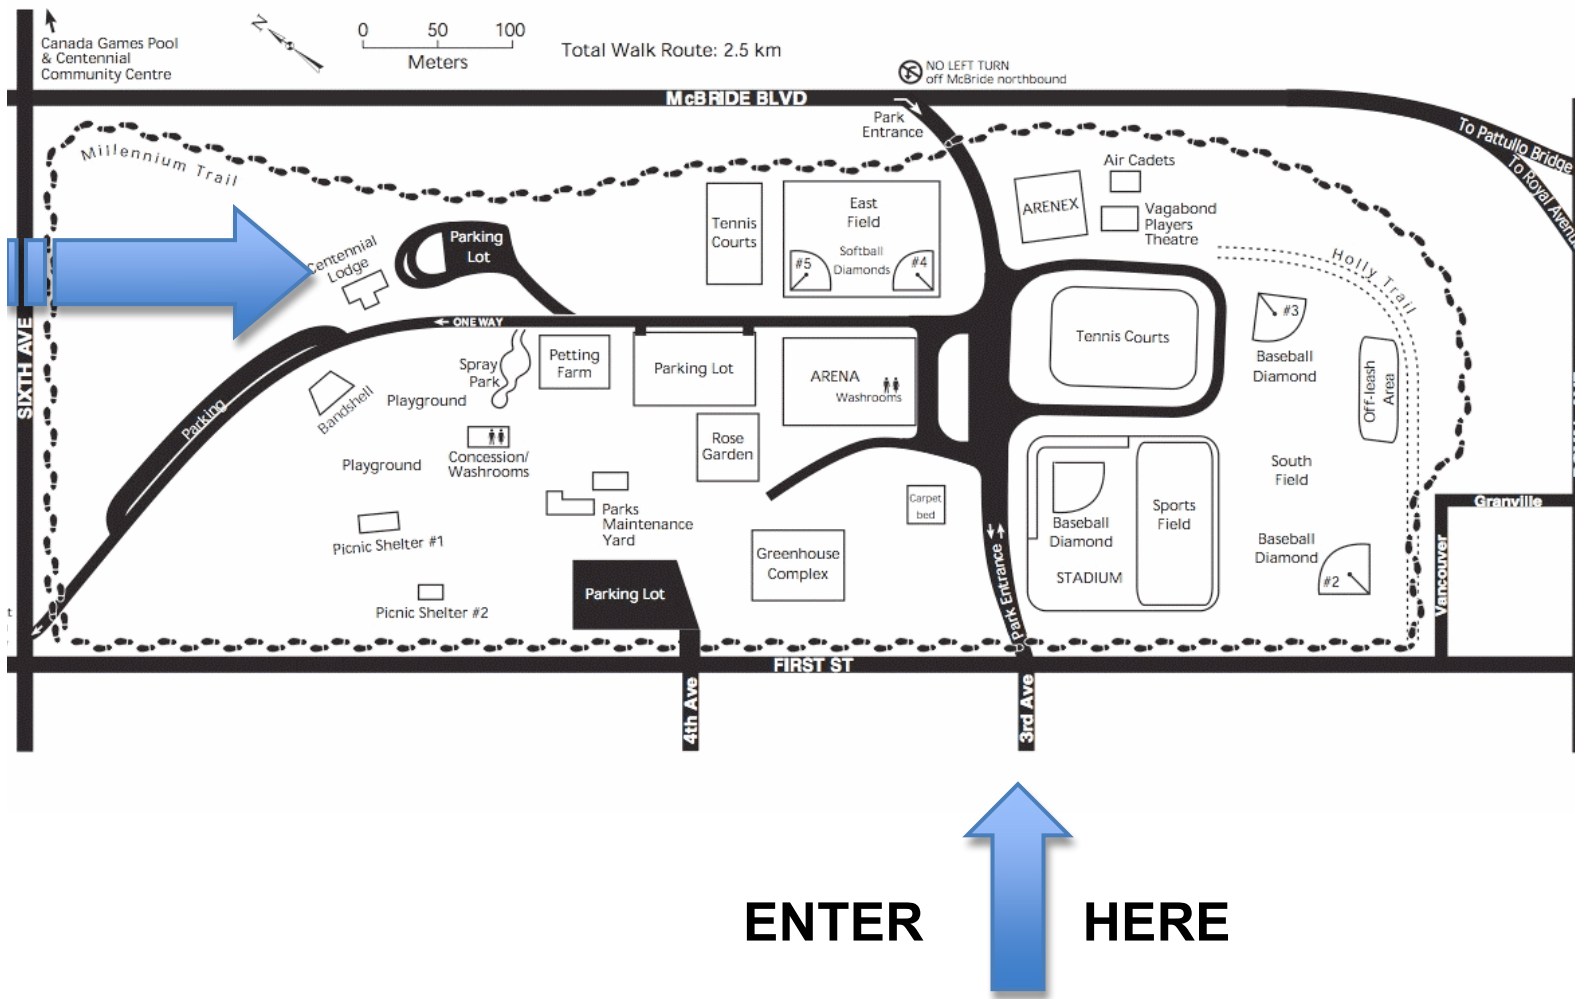 Canada Games Pool
& Centennial
Community Centre
N
0 50 100
Meters
Total Walk Route: 2.5 km
NO LEFT TURN
off McBride northbound
McBRIDE BLVD
Park
Entrance
To Pattullo Bridge
To Royal Avenue
Millennium Trail
Air Cadets
ARENEX
Vagabond
Players
Theatre
Tennis
Courts
East
Field
Softball
Diamonds
#5
#4
Parking
Lot
Centennial
Lodge
Holly Trail
#3
Baseball
Diamond
Off-leash
Area
Tennis Courts
ONE WAY
SIXTH AVE
Parking
Bandshell
Spray
Park
Petting
Farm
Parking Lot
ARENA
Washrooms
Playground
Rose
Garden
Concession/
Washrooms
Playground
Parks
Maintenance
Yard
Carpet
bed
Picnic Shelter #1
Picnic Shelter #2
Parking Lot
Greenhouse
Complex
Park Entrance
Baseball
Diamond
STADIUM
Sports
Field
South
Field
Baseball
Diamond
#2
Granville
Vancouver
FIRST ST
4th Ave
3rd Ave
ENTER HERE